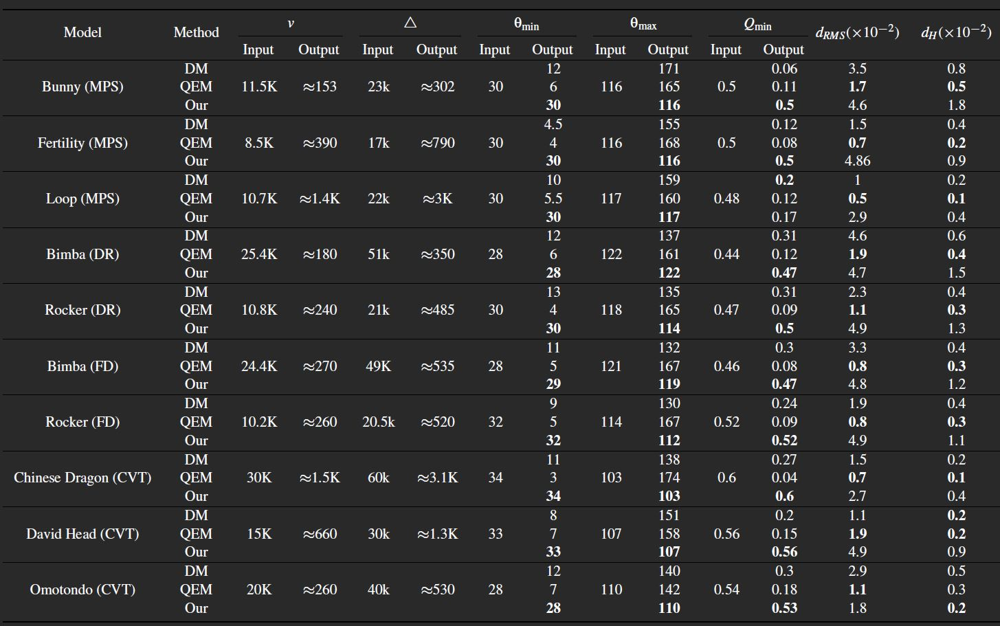 Model Method v △ θmin θmax Qmin dRMS(×10−2) dH(×10−2)
Input Output Input Output Input Output Input Output Input Output
DM 12 171 0.06 3.5 0.8
Bunny (MPS) QEM 11.5K ≈153 23k ≈302 30 6 116 165 0.5 0.11 1.7 0.5
Our 30 116 0.5 4.6 1.8
DM 4.5 155 0.12 1.5 0.4
Fertility (MPS) QEM 8.5K ≈390 17k ≈790 30 4 116 168 0.5 0.08 0.7 0.2
Our 30 116 0.5 4.86 0.9
DM 10 159 0.2 1 0.2
Loop (MPS) QEM 10.7K ≈1.4K 22k ≈3K 30 5.5 117 160 0.48 0.12 0.5 0.1
Our 30 117 0.17 2.9 0.4
DM 12 137 0.31 4.6 0.6
Bimba (DR) QEM 25.4K ≈180 51k ≈350 28 6 122 161 0.44 0.12 1.9 0.4
Our 28 122 0.47 4.7 1.5
DM 13 135 0.31 2.3 0.4
Rocker (DR) QEM 10.8K ≈240 21k ≈485 30 4 118 165 0.47 0.09 1.1 0.3
Our 30 114 0.5 4.9 1.3
DM 11 132 0.3 3.3 0.4
Bimba (FD) QEM 24.4K ≈270 49K ≈535 28 5 121 167 0.46 0.08 0.8 0.3
Our 29 119 0.47 4.8 1.2
DM 9 130 0.24 1.9 0.4
Rocker (FD) QEM 10.2K ≈260 20.5k ≈520 32 5 114 167 0.52 0.09 0.8 0.3
Our 32 112 0.52 4.9 1.1
DM 11 138 0.27 1.5 0.2
Chinese Dragon (CVT) QEM 30K ≈1.5K 60k ≈3.1K 34 3 103 174 0.6 0.04 0.7 0.1
Our 34 103 0.6 2.7 0.4
DM 8 151 0.2 1.1 0.2
David Head (CVT) QEM 15K ≈660 30k ≈1.3K 33 7 107 158 0.56 0.15 1.9 0.2
Our 33 107 0.56 4.9 0.9
DM 12 140 0.3 2.9 0.5
Omotondo (CVT) QEM 20K ≈260 40k ≈530 28 7 110 142 0.54 0.18 1.1 0.3
Our 28 110 0.53 1.8 0.2